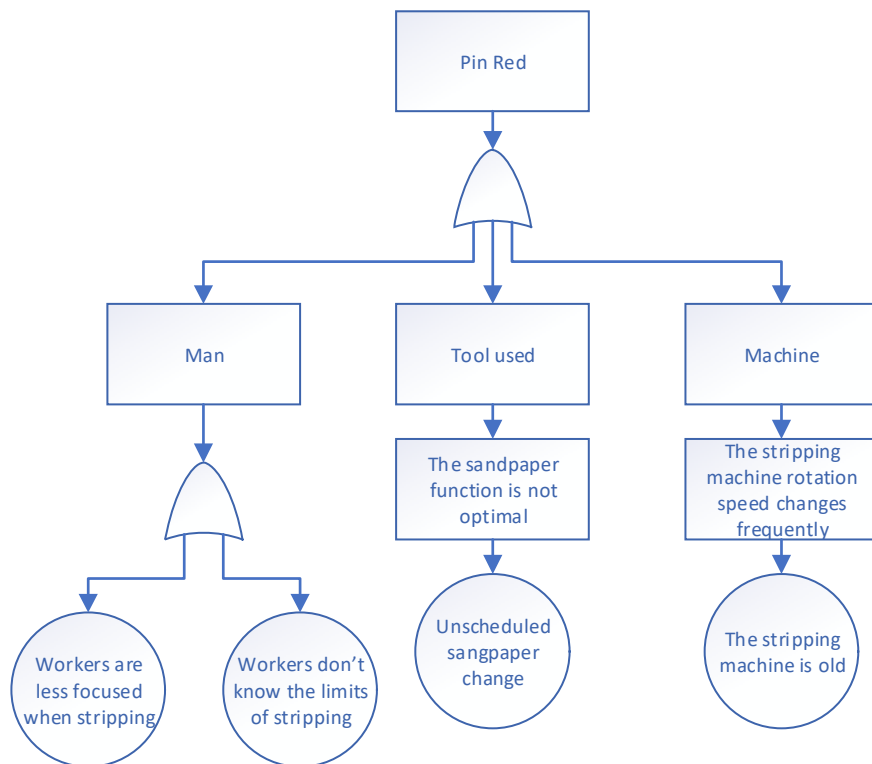 Pin Red
Man
Tool used
Machine
The sandpaper
function is not
optimal
The stripping
machine rotation
speed changes
frequently
Workers are
less focused
when stripping
Workers don’t
know the limits
of stripping
Unscheduled
sangpaper
change
The stripping
machine is old